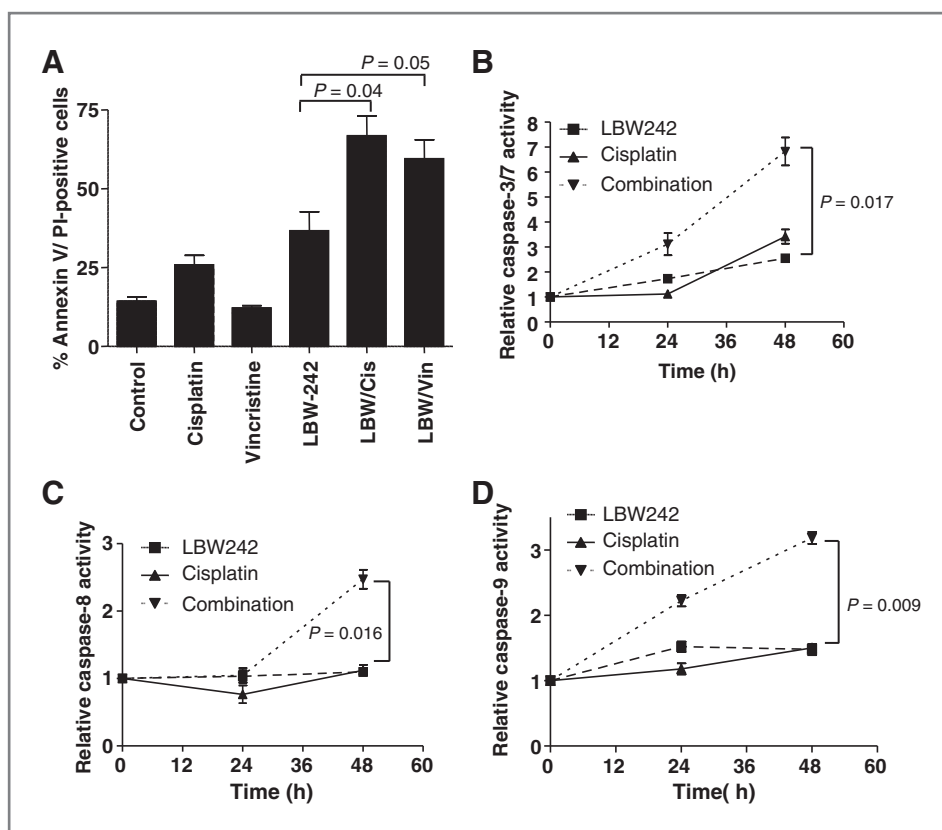 A
P = 0.05
P = 0.04
% Annexin V/ PI-positive cells
75
50
25
0
Control
Cisplatin
Vincristine
LBW-242
LBW/Cis
LBW/Vin
B
Relative caspase-3/7 activity
8
7
6
5
4
3
2
1
0
LBW242
Cisplatin
Combination
P = 0.017
0 12 24 36 48 60
Time (h)
C
Relative caspase-8 activity
3
2
1
0
LBW242
Cisplatin
Combination
P = 0.016
0 12 24 36 48 60
Time (h)
D
Relative caspase-9 activity
3
2
1
0
LBW242
Cisplatin
Combination
P = 0.009
0 12 24 36 48 60
Time( h)